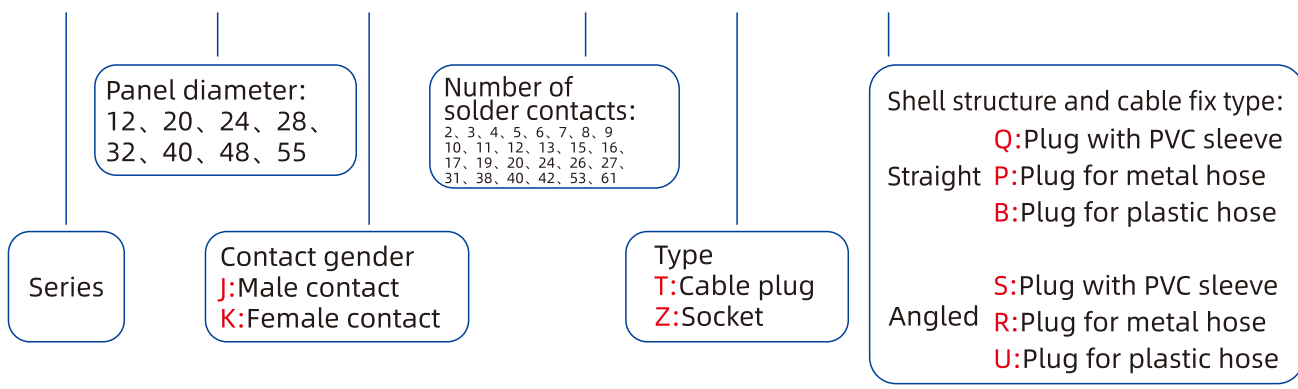 Panel diameter:
12、20、24、28、
32、40、48、55
Number of
solder contacts:
2、3、4、5、6、7、8、9
10、11、12、13、15、16、
17、19、20、24、26、27、
31、38、40、42、53、61
Shell structure and cable fix type:
Q:Plug with PVC sleeve
Straight P:Plug for metal hose
B:Plug for plastic hose
S:Plug with PVC sleeve
Angled R:Plug for metal hose
U:Plug for plastic hose
Series
Contact gender
J:Male contact
K:Female contact
Type
T:Cable plug
Z:Socket